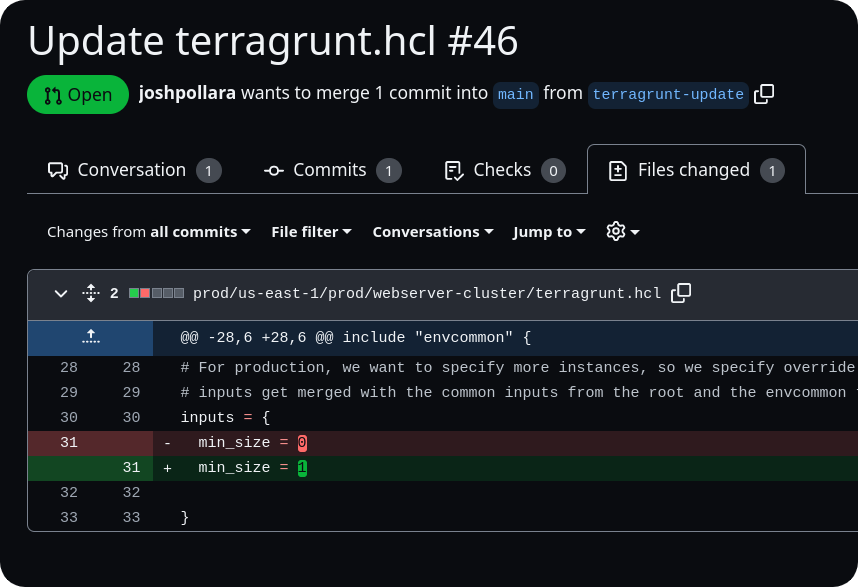 Update terragrunt.hcl #46
Open joshpollara wants to merge 1 commit into main from terragrunt-update
Conversation 1 Commits 1 Checks 0 Files changed 1
Changes from all commits File filter Conversations Jump to
2 prod/us-east-1/prod/webserver-cluster/terragrunt.hcl
@@ -28,6 +28,6 @@ include "envcommon" {
28 28 # For production, we want to specify more instances, so we specify override
29 29 # inputs get merged with the common inputs from the root and the envcommon
30 30 inputs = {
31 - min_size = 0
31 + min_size = 1
32 32
33 33 }